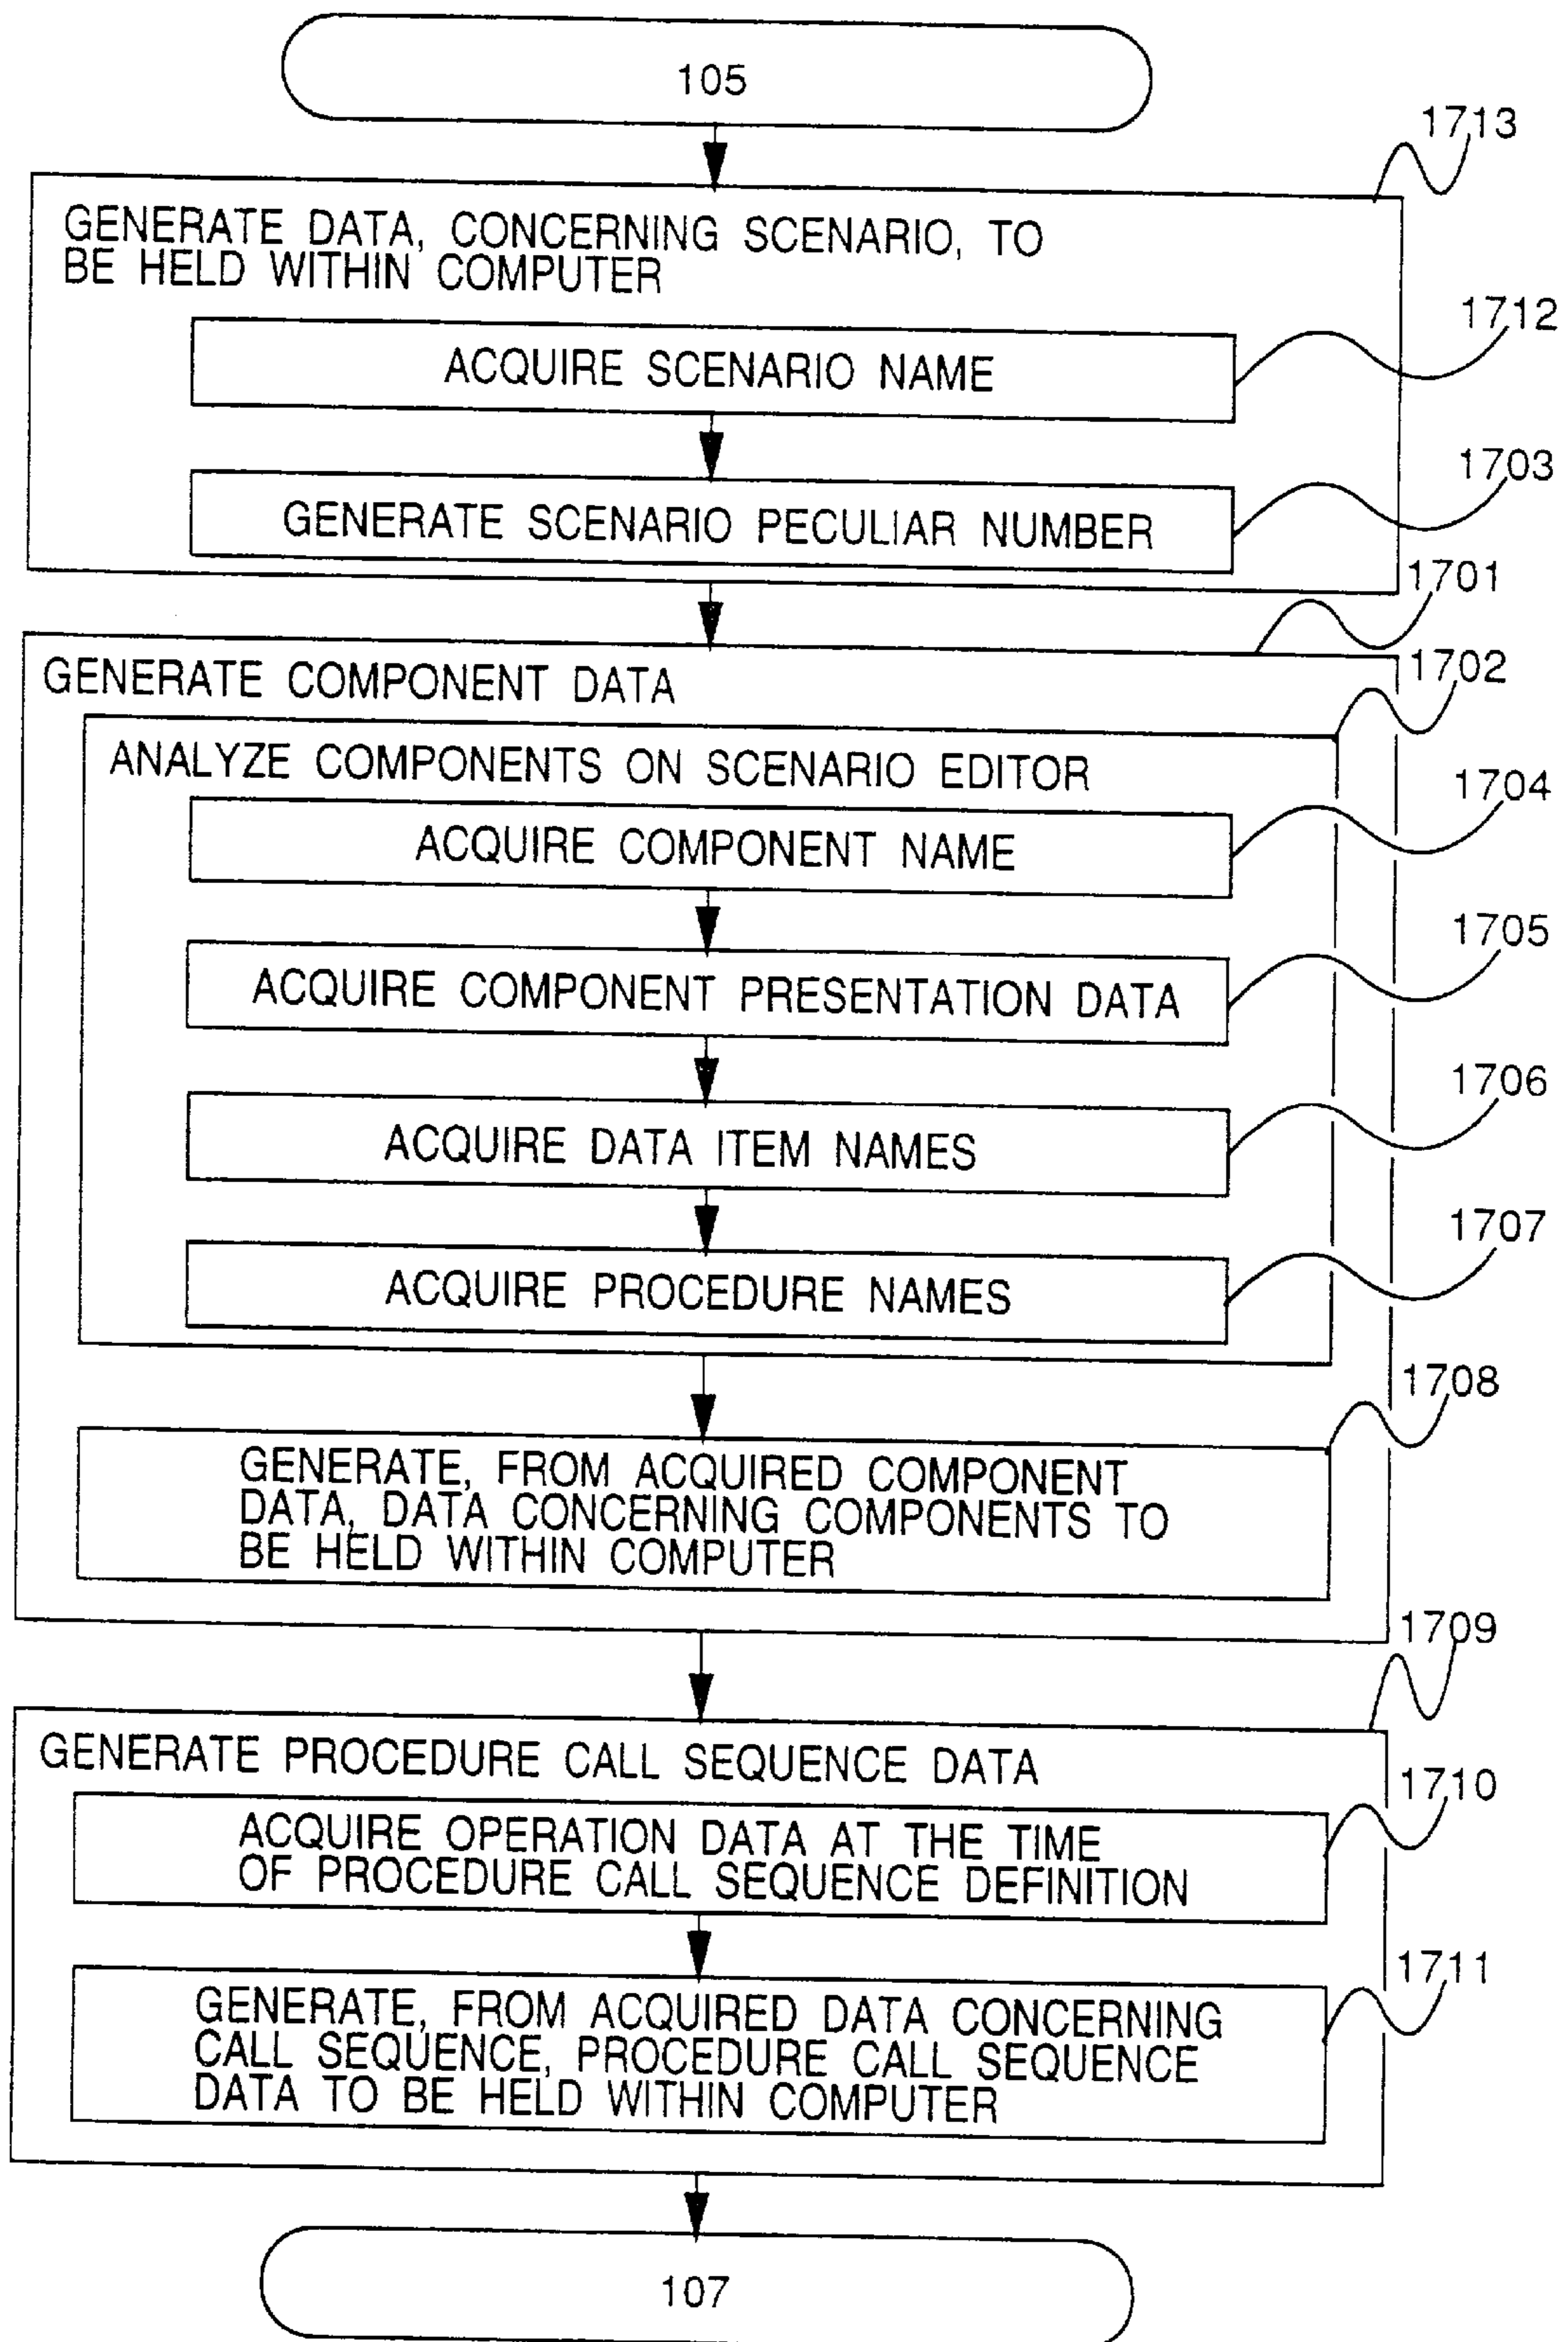 105
1713
GENERATE DATA, CONCERNING SCENARIO, TO
BE HELD WITHIN COMPUTER
1712
ACQUIRE SCENARIO NAME
1703
GENERATE SCENARIO PECULIAR NUMBER
1701
GENERATE COMPONENT DATA
1702
ANALYZE COMPONENTS ON SCENARIO EDITOR
1704
ACQUIRE COMPONENT NAME
1705
ACQUIRE COMPONENT PRESENTATION DATA
1706
ACQUIRE DATA ITEM NAMES
1707
ACQUIRE PROCEDURE NAMES
1708
GENERATE, FROM ACQUIRED COMPONENT
DATA, DATA CONCERNING COMPONENTS TO
BE HELD WITHIN COMPUTER
1709
GENERATE PROCEDURE CALL SEQUENCE DATA
1710
ACQUIRE OPERATION DATA AT THE TIME
OF PROCEDURE CALL SEQUENCE DEFINITION
1711
GENERATE, FROM ACQUIRED DATA CONCERNING
CALL SEQUENCE, PROCEDURE CALL SEQUENCE
DATA TO BE HELD WITHIN COMPUTER
107